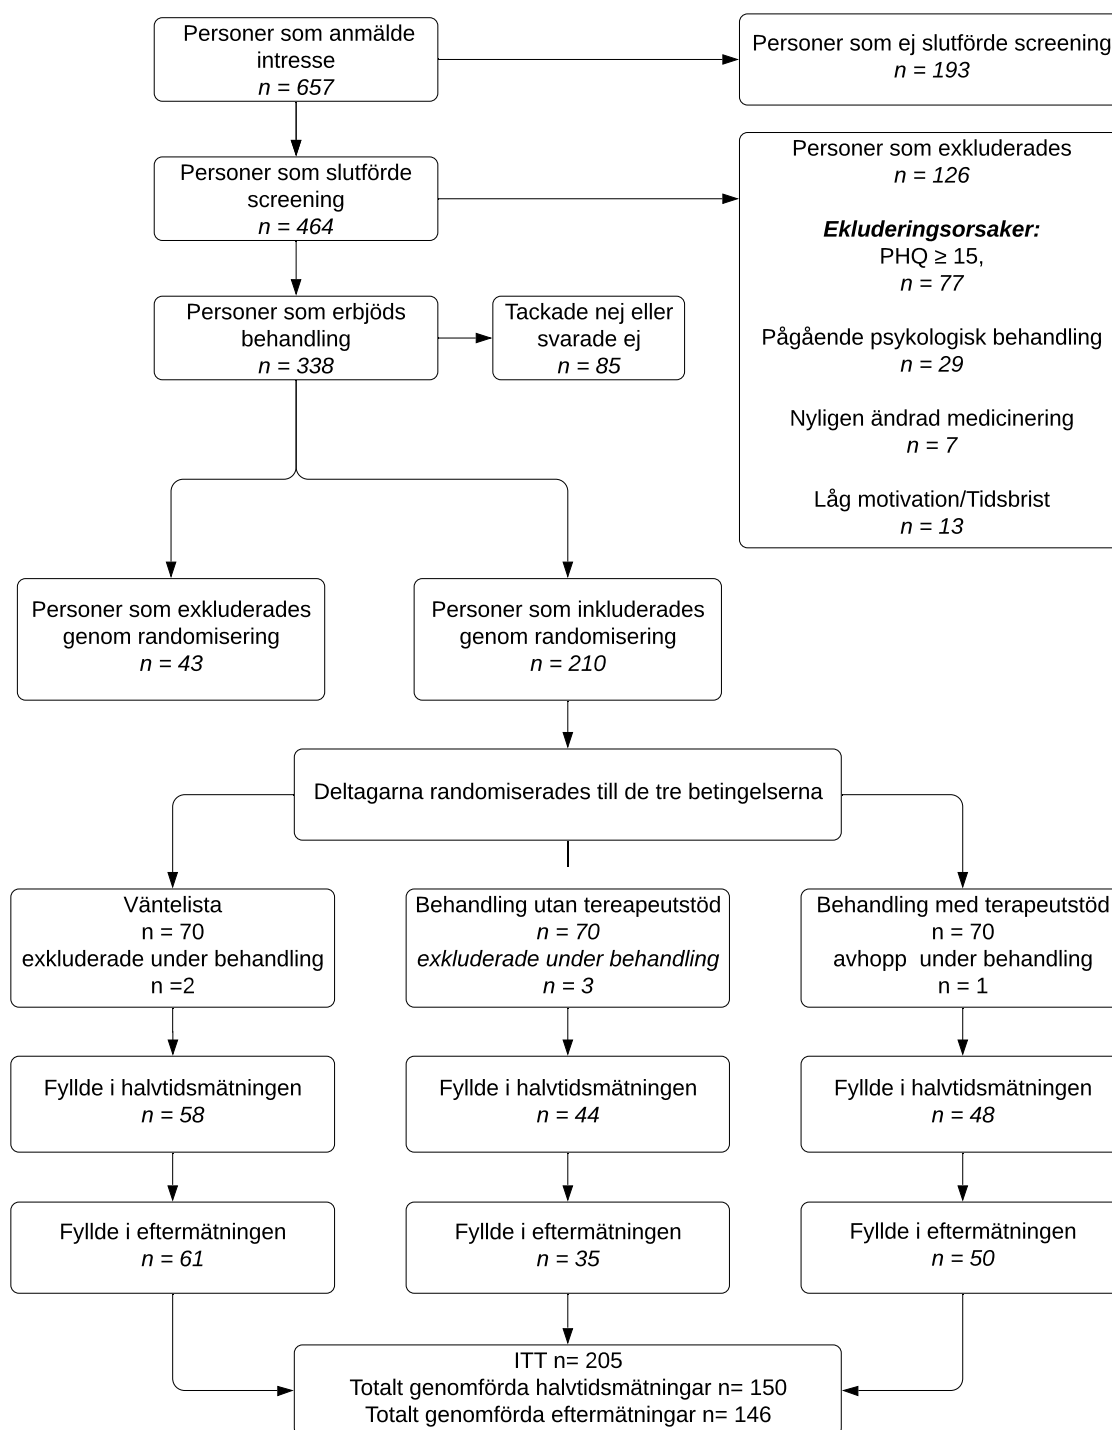 Personer som anmälde
intresse
n = 657
Personer som ej slutförde screening
n = 193
Personer som slutförde
screening
n = 464
Personer som exkluderades
n = 126
Ekluderingsorsaker:
PHQ ≥ 15,
n = 77
Pågående psykologisk behandling
n = 29
Nyligen ändrad medicinering
n = 7
Låg motivation/Tidsbrist
n = 13
Personer som erbjöds
behandling
n = 338
Tackade nej eller
svarade ej
n = 85
Personer som exkluderades
genom randomisering
n = 43
Personer som inkluderades
genom randomisering
n = 210
Deltagarna randomiserades till de tre betingelserna
Väntelista
n = 70
exkluderade under behandling
n =2
Behandling utan tereapeutstöd
n = 70
exkluderade under behandling
n = 3
Behandling med terapeutstöd
n = 70
avhopp  under behandling
n = 1
Fyllde i halvtidsmätningen
n = 58
Fyllde i halvtidsmätningen
n = 44
Fyllde i halvtidsmätningen
n = 48
Fyllde i eftermätningen
n = 61
Fyllde i eftermätningen
n = 35
Fyllde i eftermätningen
n = 50
ITT n= 205
Totalt genomförda halvtidsmätningar n= 150
Totalt genomförda eftermätningar n= 146